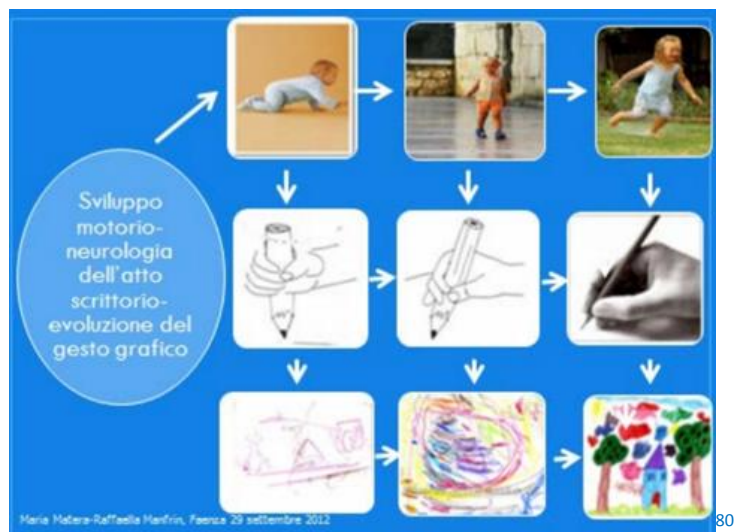 Sviluppo
motorio-
neurologia
dell'atto
scrittorio-
evoluzione del
gesto grafico
Maria Matera-Raffaella Manfrin, Faenza 29 settembre 2012
80